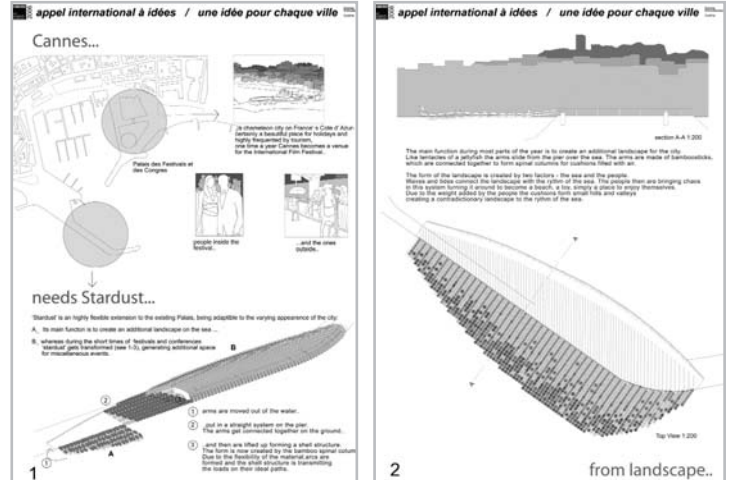 2006
appel international à idées / une idée pour chaque ville
Cannes...
..is chameleon city on France' s Cote d' Azur-
certainly a beautiful place for holidays and
highly frequented by tourism,
one time a year Cannes becomes a venue
for the International Film Festival..
Palais des Festivals et
des Congres
people inside the
festival..
...and the ones
outside..
needs Stardust...
'Stardust' is an highly flexible extension to the existing Palais, being adaptible to the varying appearance of the city:
A_ its main function is to create an additional landscape on the sea ...
B_ whereas during the short times of festivals and conferences
'stardust' gets transformed (see 1-3), generating additional space
for miscellaneous events.
B
2
A
1
1 arms are moved out of the water..
2 ..put in a straight system on the pier.
The arms get connected together on the ground..
3 ..and then are lifted up forming a shell structure.
The form is now created by the bamboo spinal colum
Due to the flexibility of the material arcs are
formed and the shell structure is transmitting
the loads on their ideal paths.
1
2006
appel international à idées / une idée pour chaque ville
section A-A 1:200
The main function during most parts of the year is to create an additional landscape for the city.
Like tentacles of a jellyfish the arms slide from the pier over the sea. The arms are made of bamboosticks,
which are connected together to form spinal columns for cushions filled with air.
The form of the landscape is created by two factors - the sea and the people.
Waves and tides connect the landscape with the rythm of the sea. The people then are bringing chaos
in this system turning it around to become a beach, a toy, simply a place to enjoy themselves.
Due to the weight added by the people the cushions form small hills and valleys
creating a contradictionary landscape to the rythm of the sea.
A
A
Top View 1:200
2
from landscape..